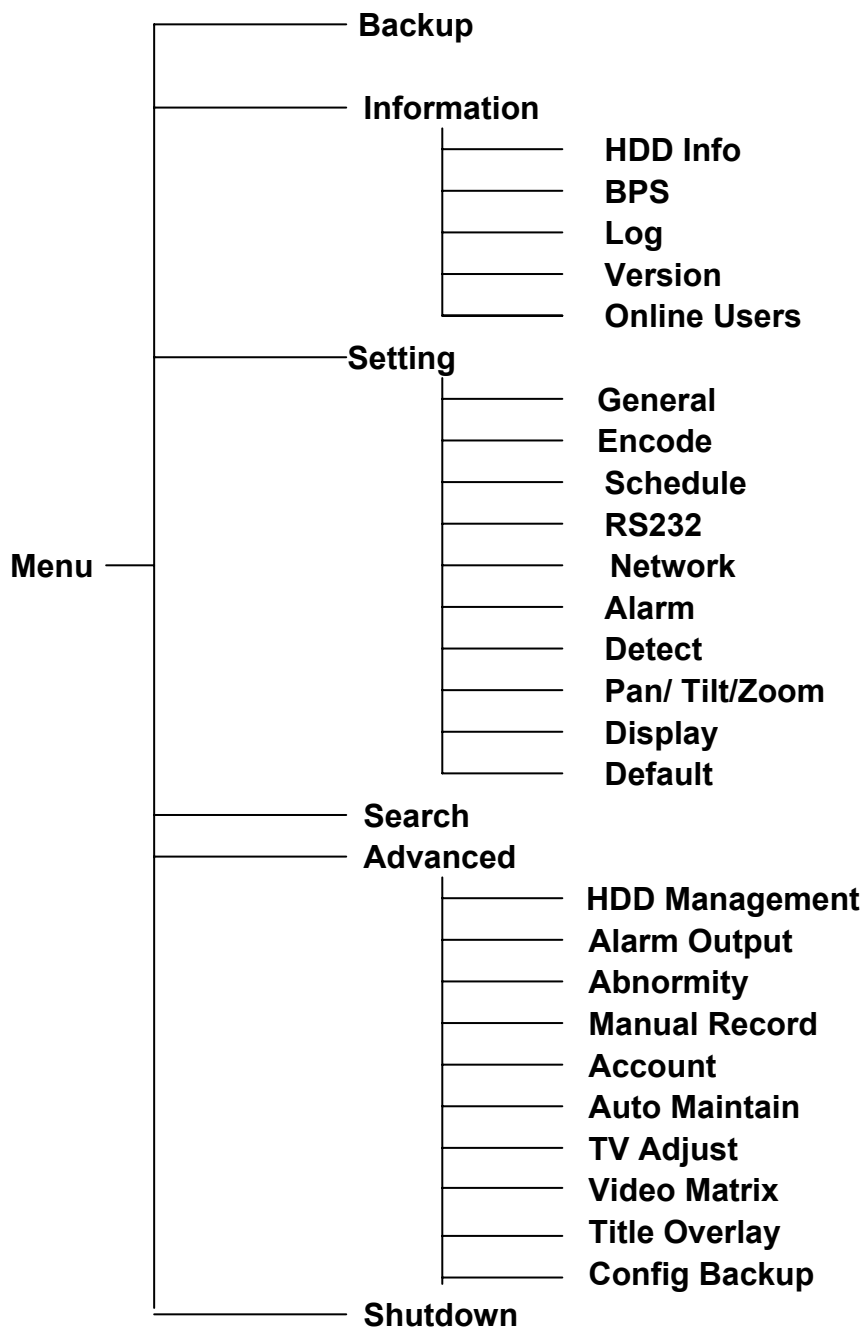 Backup
Information
HDD Info
BPS
Log
Version
Online Users
Setting
General
Encode
Schedule
RS232
Menu
Network
Alarm
Detect
Pan/ Tilt/Zoom
Display
Default
Search
Advanced
HDD Management
Alarm Output
Abnormity
Manual Record
Account
Auto Maintain
TV Adjust
Video Matrix
Title Overlay
Config Backup
Shutdown